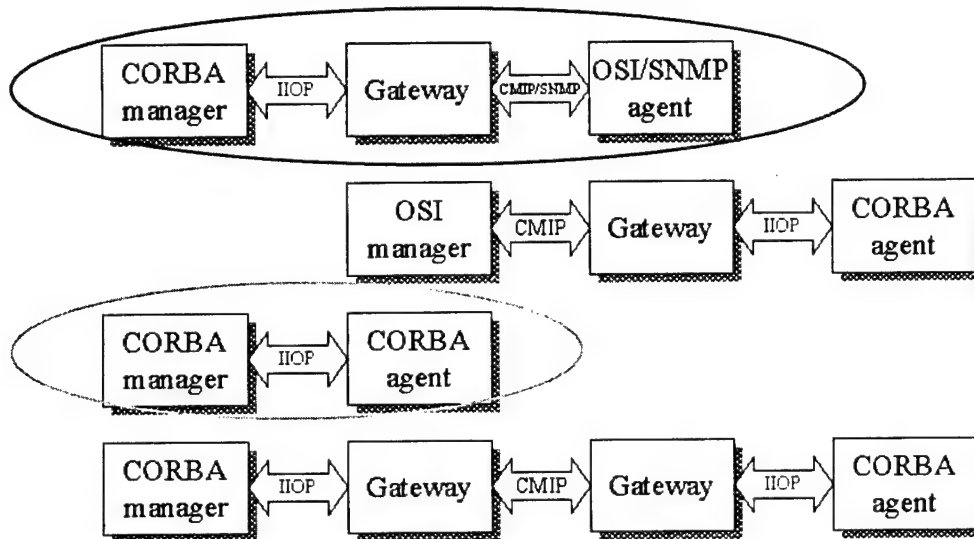 CORBA
manager
IIOP
Gateway
CMIP/SNMP
OSI/SNMP
agent
OSI
manager
CMIP
Gateway
IIOP
CORBA
agent
CORBA
manager
IIOP
CORBA
agent
CORBA
manager
IIOP
Gateway
CMIP
Gateway
IIOP
CORBA
agent